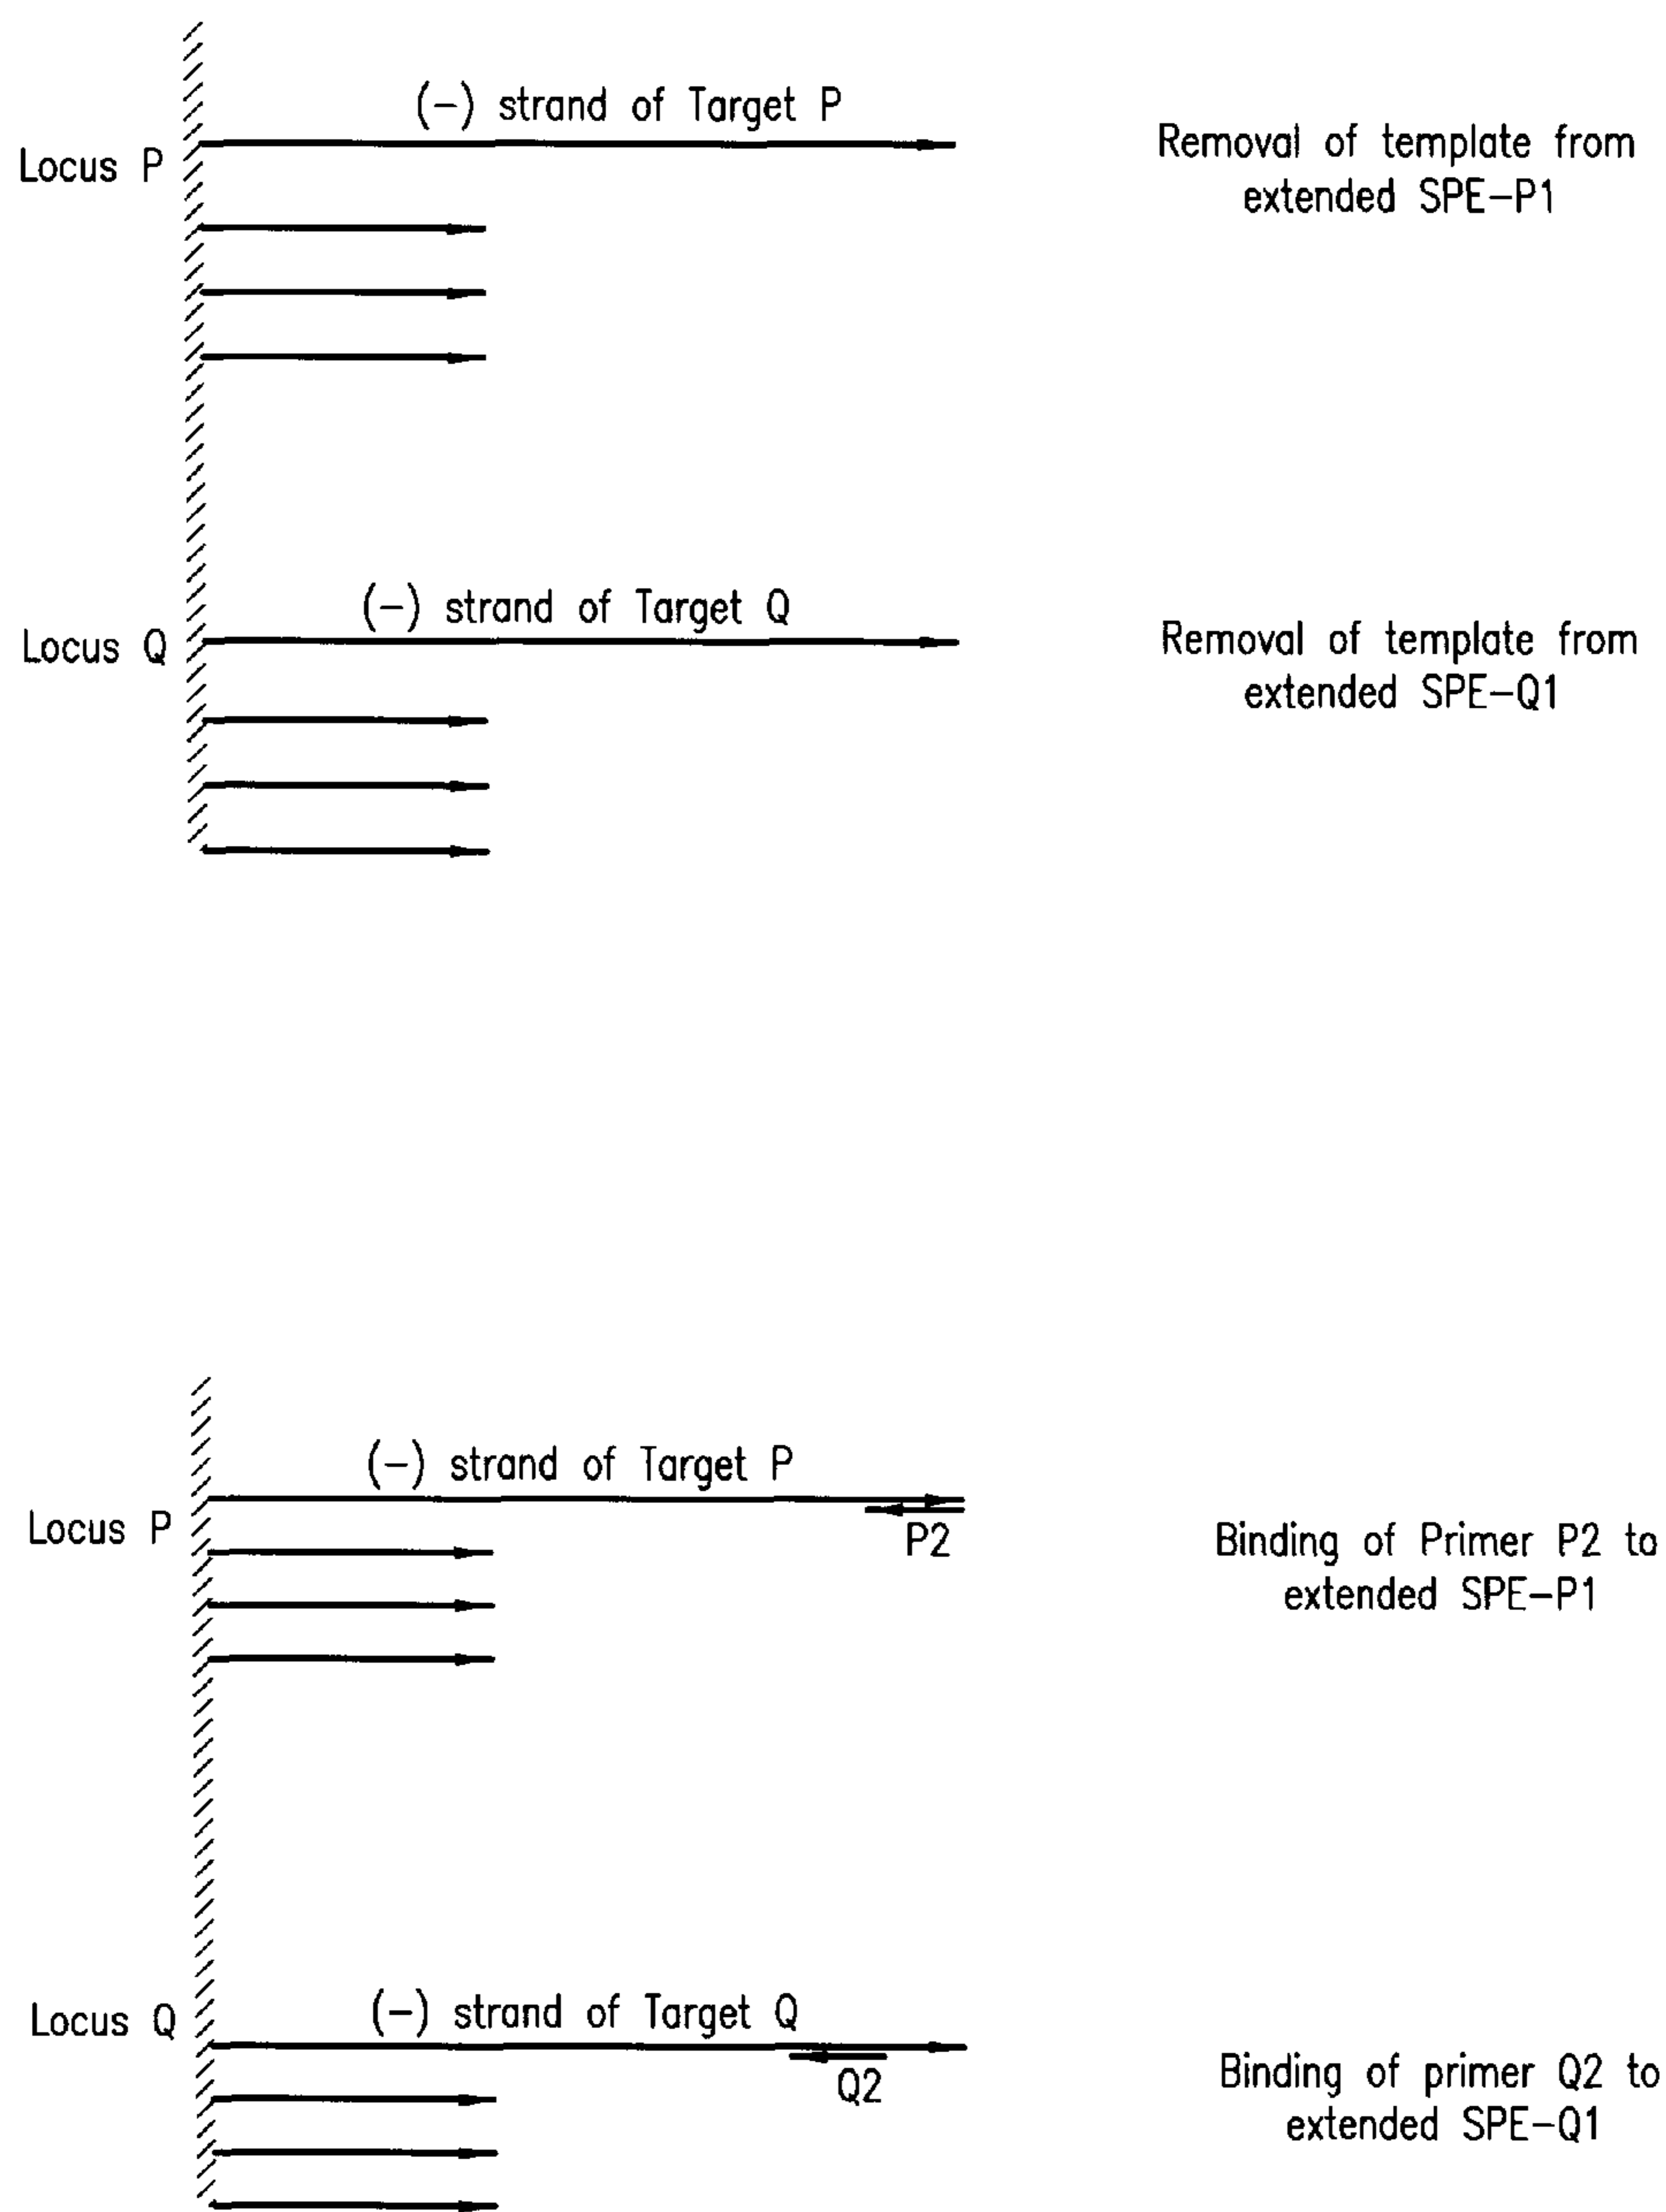 (-) strand of Target P
Locus P
Removal of template from
extended SPE-P1
(-) strand of Target Q
Locus Q
Removal of template from
extended SPE-Q1
(-) strand of Target P
Locus P
P2
Binding of Primer P2 to
extended SPE-P1
(-) strand of Target Q
Locus Q
Q2
Binding of primer Q2 to
extended SPE-Q1